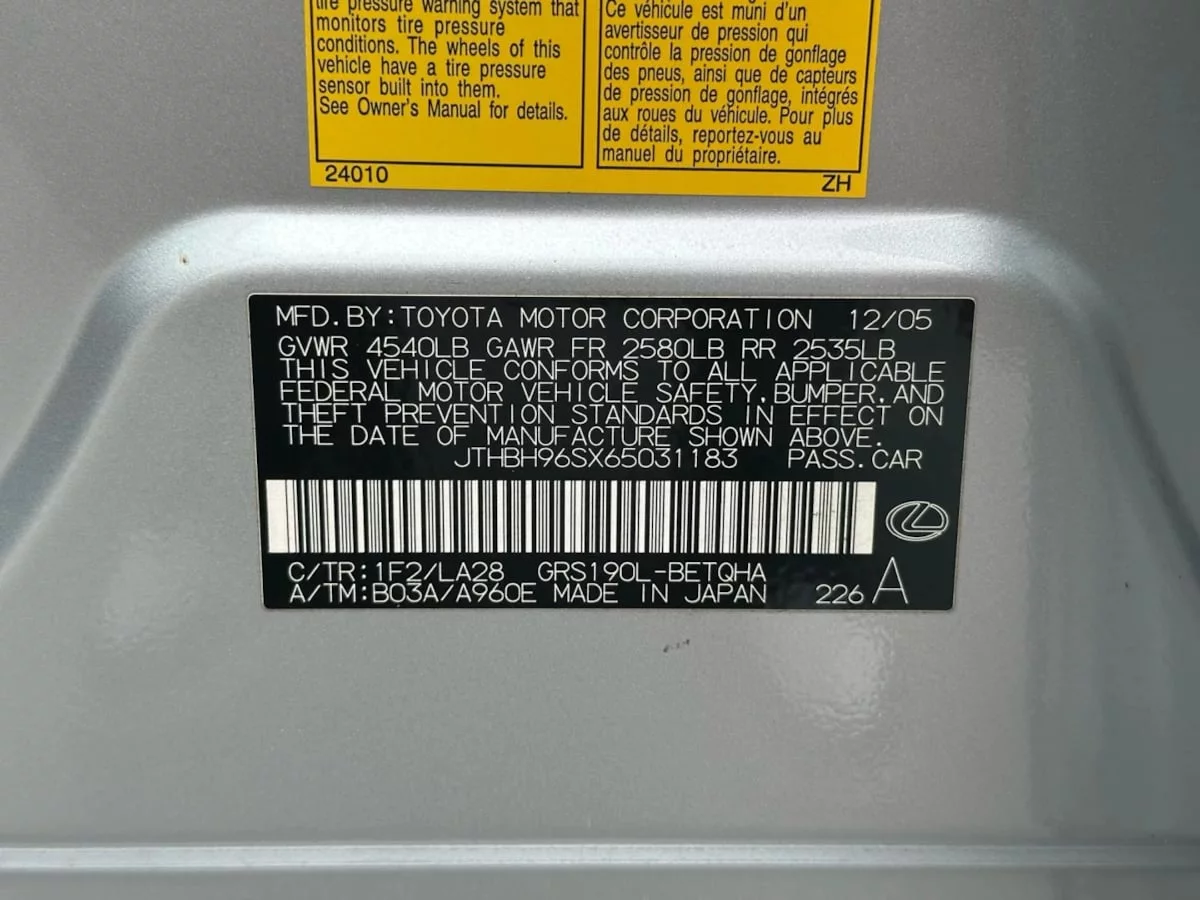 tire pressure warning system that
monitors tire pressure
conditions. The wheels of this
vehicle have a tire pressure
sensor built into them.
See Owner's Manual for details.
24010
Ce véhicule est muni d'un
avertisseur de pression qui
contrôle la pression de gonflage
des pneus, ainsi que de capteurs
de pression de gonflage, intégrés
aux roues du véhicule. Pour plus
de détails, reportez-vous au
manuel du propriétaire.
ZH
MFD.BY:TOYOTA MOTOR CORPORATION 12/05
GVWR 4540LB GAWR FR 2580LB RR 2535LB
THIS VEHICLE CONFORMS TO ALL APPLICABLE
FEDERAL MOTOR VEHICLE SAFETY,BUMPER,AND
THEFT PREVENTION STANDARDS IN EFFECT ON
THE DATE OF MANUFACTURE SHOWN ABOVE.
JTHBH96SX65031183 PASS.CAR
C/TR:1F2/LA28 GRS190L-BETQHA
A/TM:B03A/A960E MADE IN JAPAN 226 A